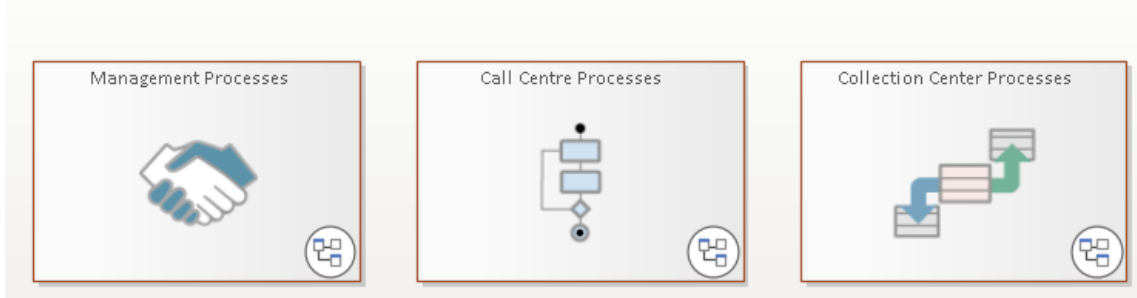 Management Processes
Call Centre Processes
Collection Center Processes